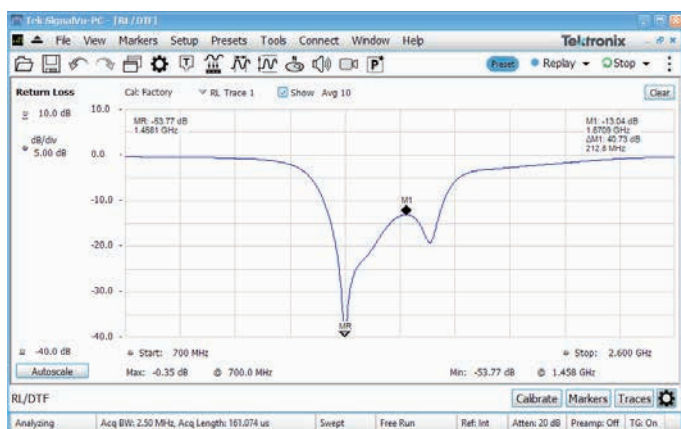 Tek SignalVu-PC - [RL/DTF]
File View Markers Setup Presets Tools Connect Window Help Tektronix
Preset Replay Stop
Return Loss Cal: Factory RL Trace 1 Show Avg 10 Clear
10.0 dB
dB/div
5.00 dB
-40.0 dB
Autoscale
10.0
0.0
-10.0
-20.0
-30.0
-40.0
MR: -53.77 dB
1.4581 GHz
M1: -13.04 dB
1.6709 GHz
ΔM1: 40.73 dB
212.8 MHz
M1
MR
Start: 700 MHz Stop: 2.600 GHz
Max: -0.35 dB @ 700.0 MHz Min: -53.77 dB @ 1.458 GHz
RL/DTF Calibrate Markers Traces
Analyzing Acq BW: 2.50 MHz, Acq Length: 161.074 us Swept Free Run Ref: Int Atten: 20 dB Preamp: Off TG: On